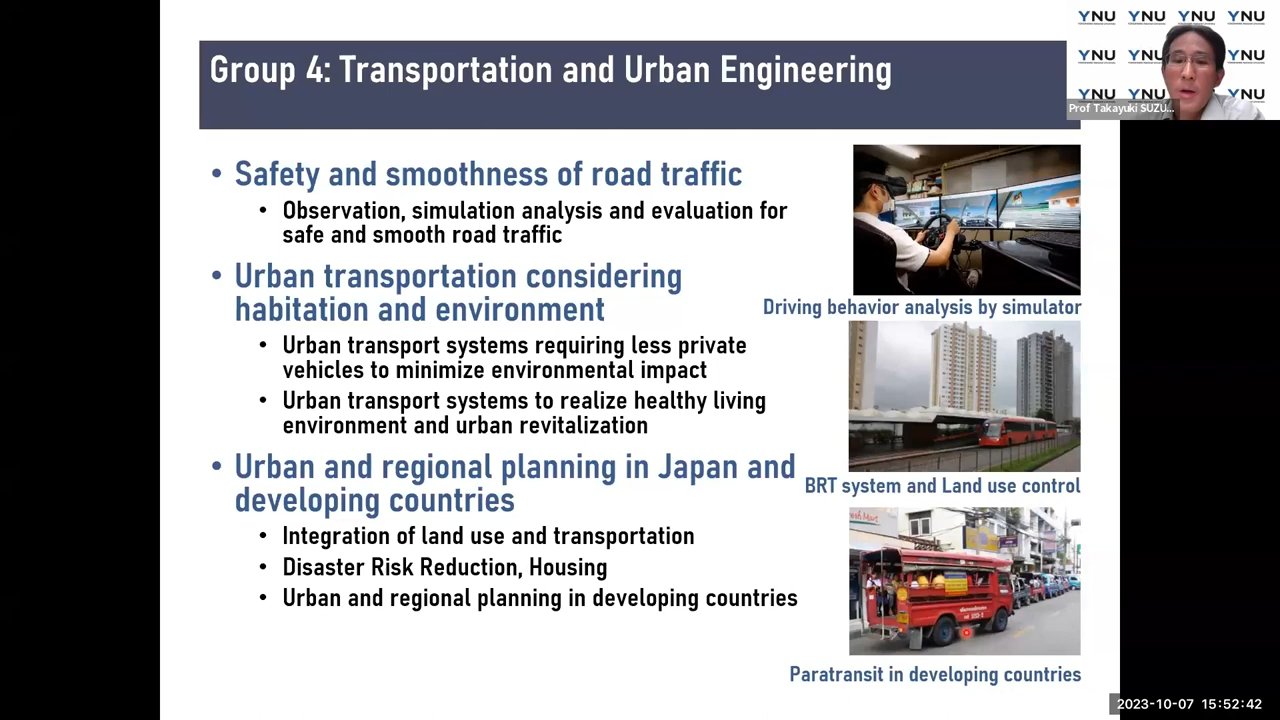 YNU YNU YNU YNU
YNU YNU YNU
YNU YNU YNU
Prof Takayuki SUZU...
Group 4: Transportation and Urban Engineering
• Safety and smoothness of road traffic
• Observation, simulation analysis and evaluation for
safe and smooth road traffic
Driving behavior analysis by simulator
• Urban transportation considering
habitation and environment
• Urban transport systems requiring less private
vehicles to minimize environmental impact
• Urban transport systems to realize healthy living
environment and urban revitalization
BRT system and Land use control
• Urban and regional planning in Japan and
developing countries
• Integration of land use and transportation
• Disaster Risk Reduction, Housing
• Urban and regional planning in developing countries
Paratransit in developing countries
2023-10-07 15:52:42